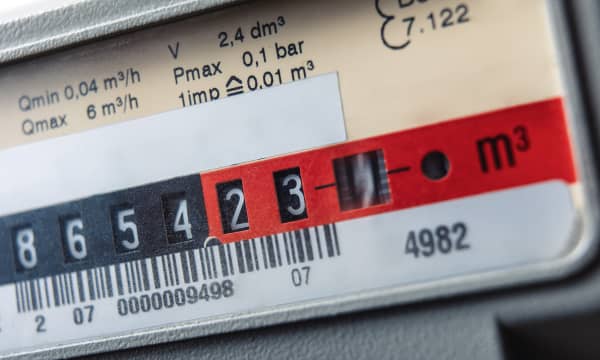 V 2,4 dm³
Qmin 0,04 m³/h Pmax 0,1 bar
Qmax 6 m³/h 1imp ≙ 0,01 m³
7.122
8 6 5 4 2 3 m³
4982
2 07 0000009498 07